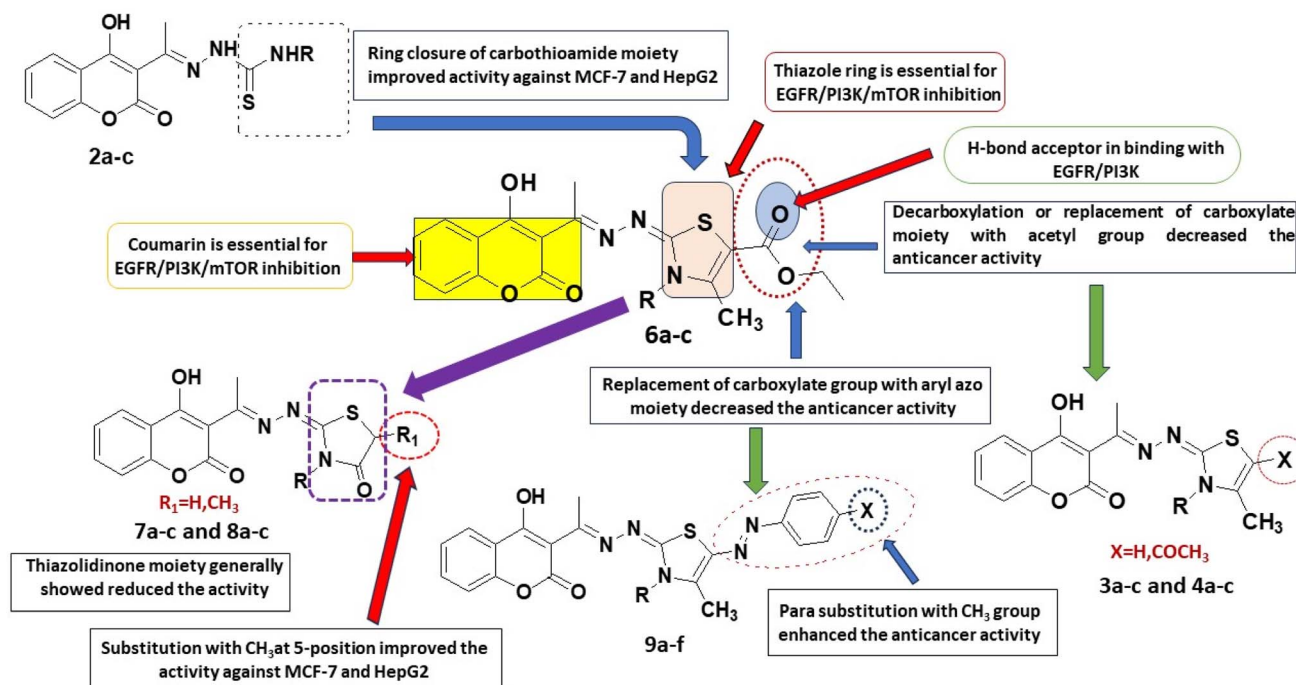 OH
N
NH
NHR
S
O
O
2a-c
Ring closure of carbothioamide moiety
improved activity against MCF-7 and HepG2
Thiazole ring is essential for
EGFR/PI3K/mTOR inhibition
H-bond acceptor in binding with
EGFR/PI3K
Decarboxylation or replacement of carboxylate
moiety with acetyl group decreased the
anticancer activity
Coumarin is essential for
EGFR/PI3K/mTOR inhibition
OH
N
N
S
O
O
N
O
O
R
CH₃
6a-c
Replacement of carboxylate group with aryl azo
moiety decreased the anticancer activity
OH
N
N
S
R₁
N
O
O
R
O
R₁=H,CH₃
7a-c and 8a-c
Thiazolidinone moiety generally
showed reduced the activity
Substitution with CH₃at 5-position improved the
activity against MCF-7 and HepG2
OH
N
N
S
N
N
X
N
O
O
R
CH₃
9a-f
Para substitution with CH₃ group
enhanced the anticancer activity
OH
N
N
S
X
N
O
O
R
CH₃
X=H,COCH₃
3a-c and 4a-c